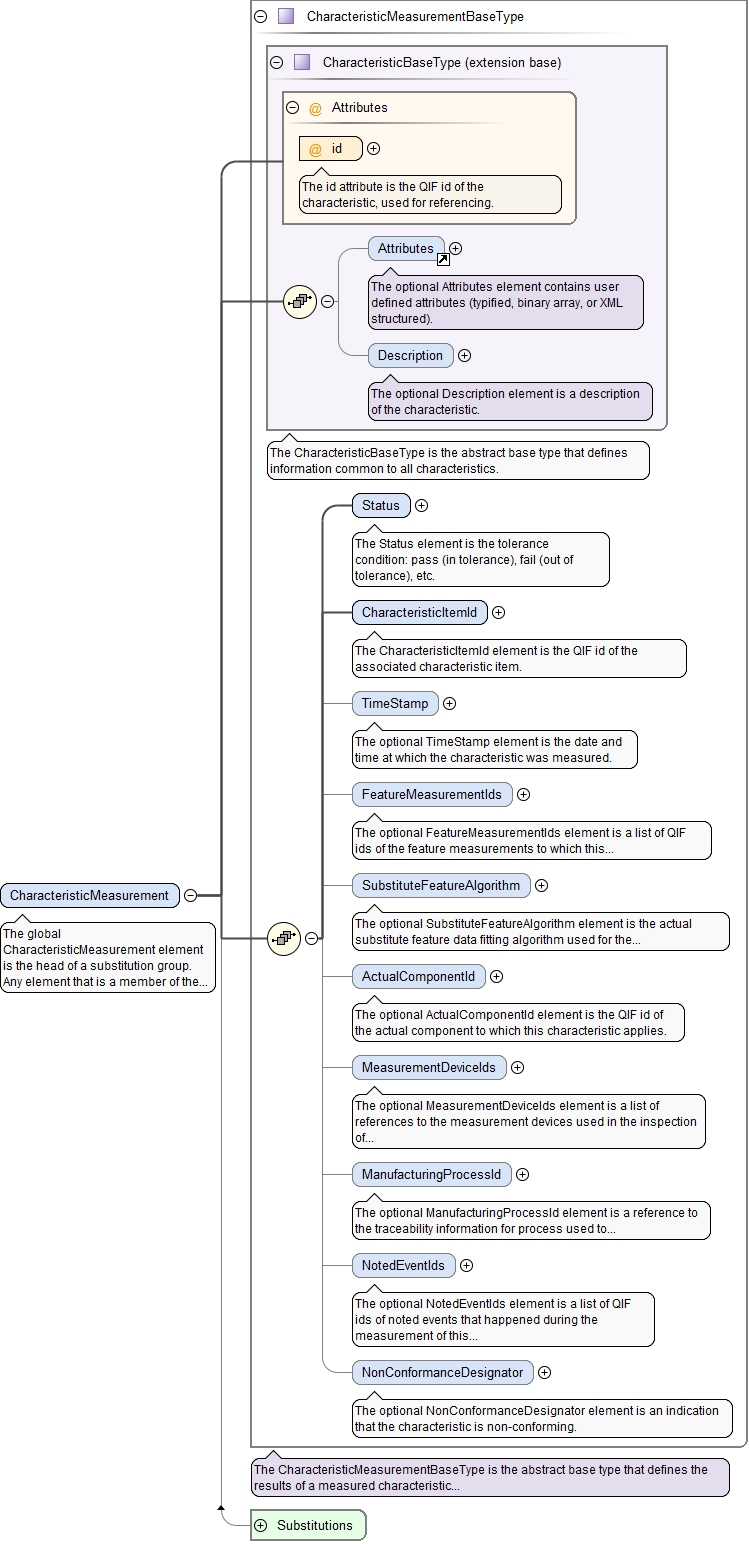 CharacteristicMeasurementBaseType
CharacteristicBaseType (extension base)
@ Attributes
@ id
The id attribute is the QIF id of the
characteristic, used for referencing.
Attributes
The optional Attributes element contains user
defined attributes (typified, binary array, or XML
structured).
Description
The optional Description element is a description
of the characteristic.
The CharacteristicBaseType is the abstract base type that defines
information common to all characteristics.
Status
The Status element is the tolerance
condition: pass (in tolerance), fail (out of
tolerance), etc.
CharacteristicItemId
The CharacteristicItemId element is the QIF id of the
associated characteristic item.
TimeStamp
The optional TimeStamp element is the date and
time at which the characteristic was measured.
FeatureMeasurementIds
The optional FeatureMeasurementIds element is a list of QIF
ids of the feature measurements to which this...
CharacteristicMeasurement
The global
CharacteristicMeasurement element
is the head of a substitution group.
Any element that is a member of the...
SubstituteFeatureAlgorithm
The optional SubstituteFeatureAlgorithm element is the actual
substitute feature data fitting algorithm used for the...
ActualComponentId
The optional ActualComponentId element is the QIF id of
the actual component to which this characteristic applies.
MeasurementDeviceIds
The optional MeasurementDeviceIds element is a list of
references to the measurement devices used in the inspection
of...
ManufacturingProcessId
The optional ManufacturingProcessId element is a reference to
the traceability information for process used to...
NotedEventIds
The optional NotedEventIds element is a list of QIF
ids of noted events that happened during the
measurement of this...
NonConformanceDesignator
The optional NonConformanceDesignator element is an indication
that the characteristic is non-conforming.
The CharacteristicMeasurementBaseType is the abstract base type that defines the
results of a measured characteristic...
Substitutions